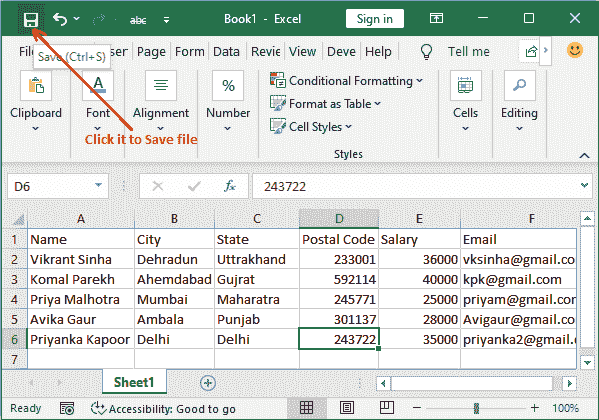 abc Book1 - Excel Sign in
Fil ser Page Form Data Revie View Deve Help Tell me
Save (Ctrl+S)
Clipboard Font Alignment Number Conditional Formatting Format as Table Cell Styles Cells Editing
Click it to Save file
Styles
D6 fx 243722
A B C D E F
1 Name City State Postal Code Salary Email
2 Vikrant Sinha Dehradun Uttrakhand 233001 36000 vksinha@gmail.co
3 Komal Parekh Ahemdabad Gujrat 592114 40000 kpk@gmail.com
4 Priya Malhotra Mumbai Maharatra 245771 25000 priyam@gmail.con
5 Avika Gaur Ambala Punjab 301137 28000 Avigaur@gmail.com
6 Priyanka Kapoor Delhi Delhi 243722 35000 priyanka2@gmail.c
7
Sheet1
Ready Accessibility: Good to go 100%